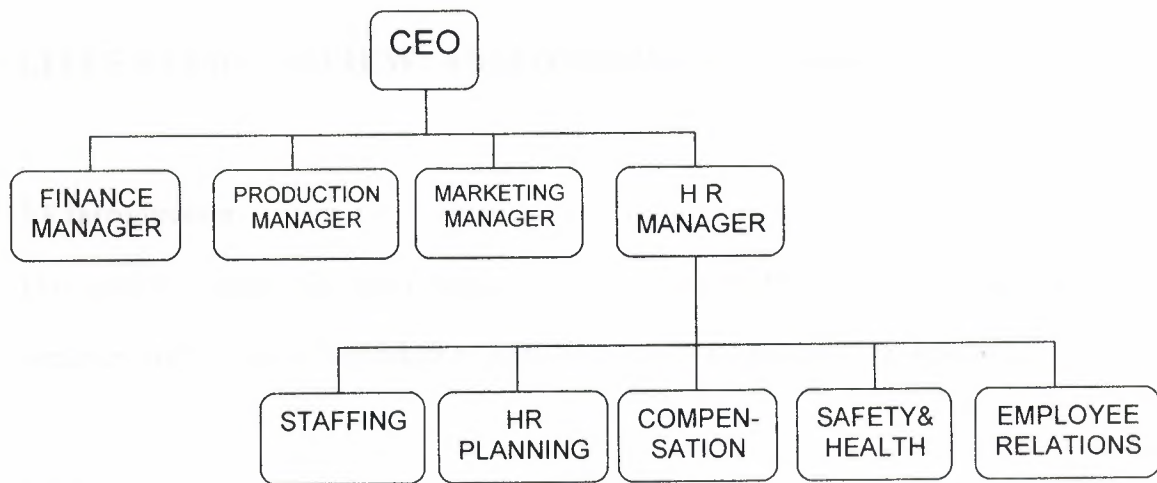 CEO
FINANCE
MANAGER
PRODUCTION
MANAGER
MARKETING
MANAGER
H R
MANAGER
STAFFING
HR
PLANNING
COMPEN-
SATION
SAFETY&
HEALTH
EMPLOYEE
RELATIONS